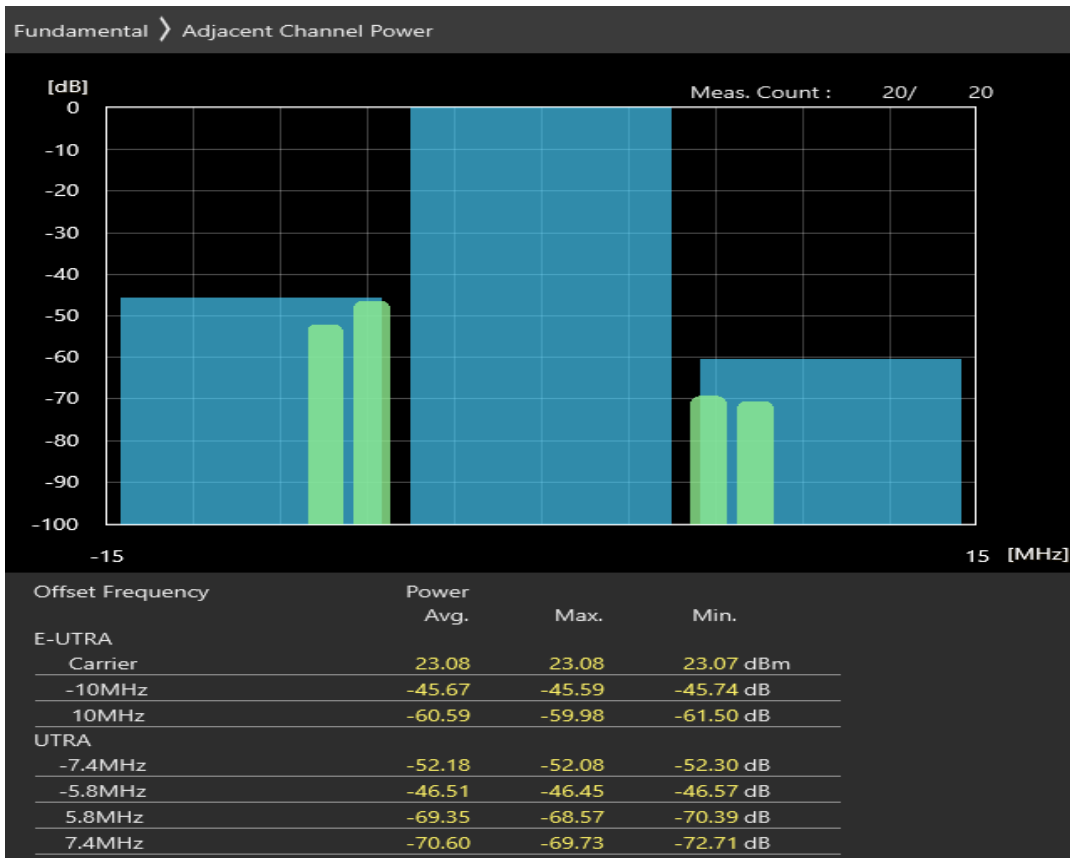 Fundamental ❭ Adjacent Channel Power
[dB]
Meas. Count : 20/ 20
0
-10
-20
-30
-40
-50
-60
-70
-80
-90
-100
-15 15 [MHz]
Offset Frequency Power
Avg. Max. Min.
E-UTRA
Carrier 23.08 23.08 23.07 dBm
-10MHz -45.67 -45.59 -45.74 dB
10MHz -60.59 -59.98 -61.50 dB
UTRA
-7.4MHz -52.18 -52.08 -52.30 dB
-5.8MHz -46.51 -46.45 -46.57 dB
5.8MHz -69.35 -68.57 -70.39 dB
7.4MHz -70.60 -69.73 -72.71 dB